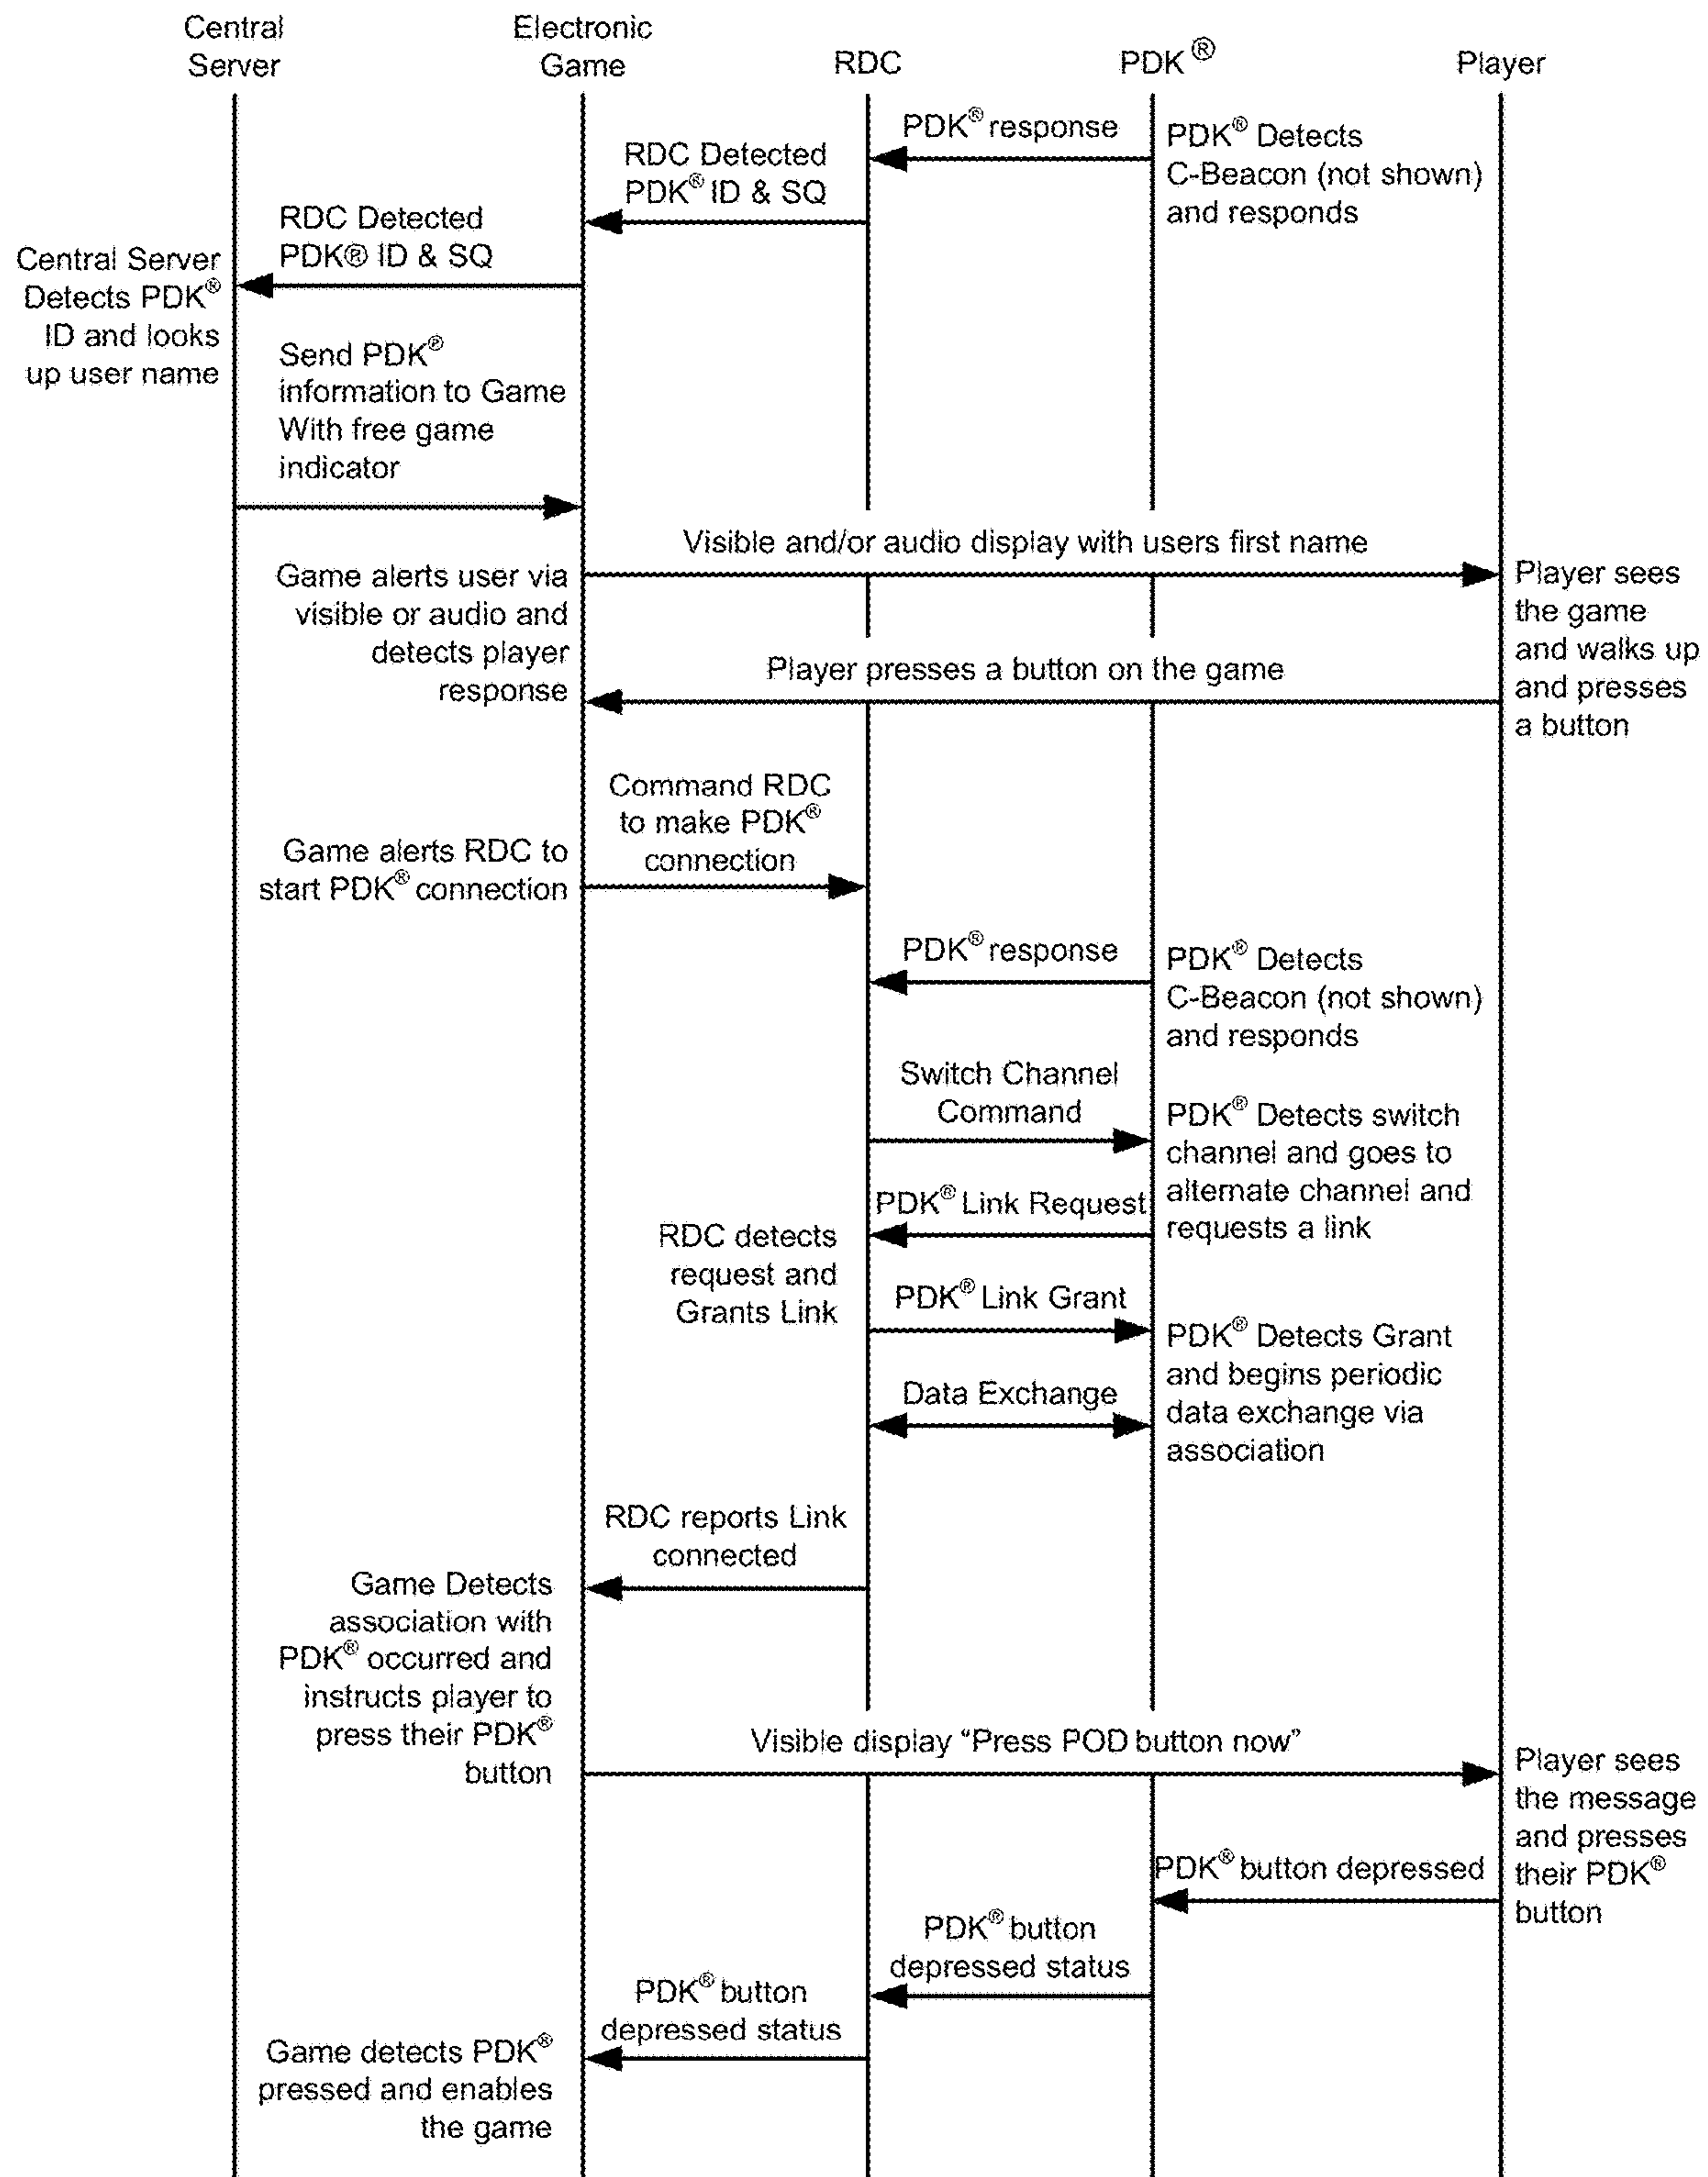 Central
Server
Electronic
Game
RDC
PDK®
Player
PDK® response
PDK® Detects
C-Beacon (not shown)
and responds
RDC Detected
PDK® ID & SQ
RDC Detected
PDK® ID & SQ
Central Server
Detects PDK®
ID and looks
up user name
Send PDK®
information to Game
With free game
indicator
Visible and/or audio display with users first name
Game alerts user via
visible or audio and
detects player
response
Player sees
the game
and walks up
and presses
a button
Player presses a button on the game
Command RDC
to make PDK®
connection
Game alerts RDC to
start PDK® connection
PDK® response
PDK® Detects
C-Beacon (not shown)
and responds
Switch Channel
Command
PDK® Detects switch
channel and goes to
alternate channel and
requests a link
PDK® Link Request
RDC detects
request and
Grants Link
PDK® Link Grant
PDK® Detects Grant
and begins periodic
data exchange via
association
Data Exchange
RDC reports Link
connected
Game Detects
association with
PDK® occurred and
instructs player to
press their PDK®
button
Visible display “Press POD button now”
Player sees
the message
and presses
their PDK®
button
PDK® button depressed
PDK® button
depressed status
PDK® button
depressed status
Game detects PDK®
pressed and enables
the game